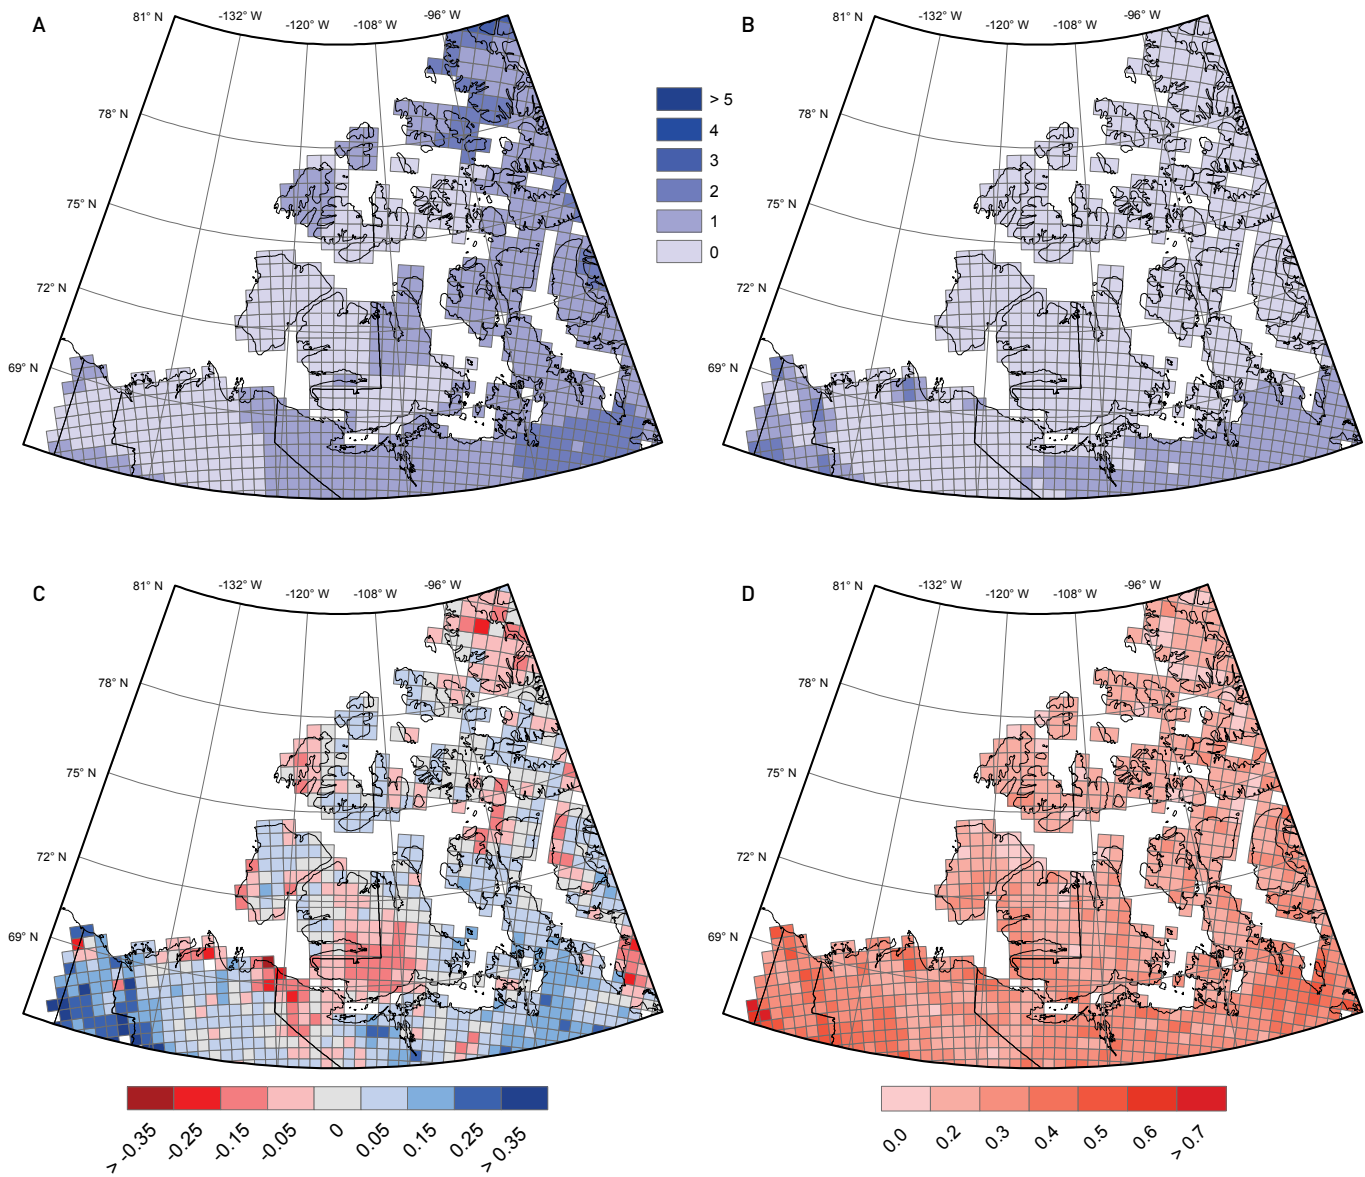 A
81° N
-132° W
-120° W
-108° W
-96° W
78° N
75° N
72° N
69° N
> 5
4
3
2
1
0
B
81° N
-132° W
-120° W
-108° W
-96° W
78° N
75° N
72° N
69° N
C
81° N
-132° W
-120° W
-108° W
-96° W
78° N
75° N
72° N
69° N
> -0.35
-0.25
-0.15
-0.05
0
0.05
0.15
0.25
> 0.35
D
81° N
-132° W
-120° W
-108° W
-96° W
78° N
75° N
72° N
69° N
0.0
0.2
0.3
0.4
0.5
0.6
> 0.7